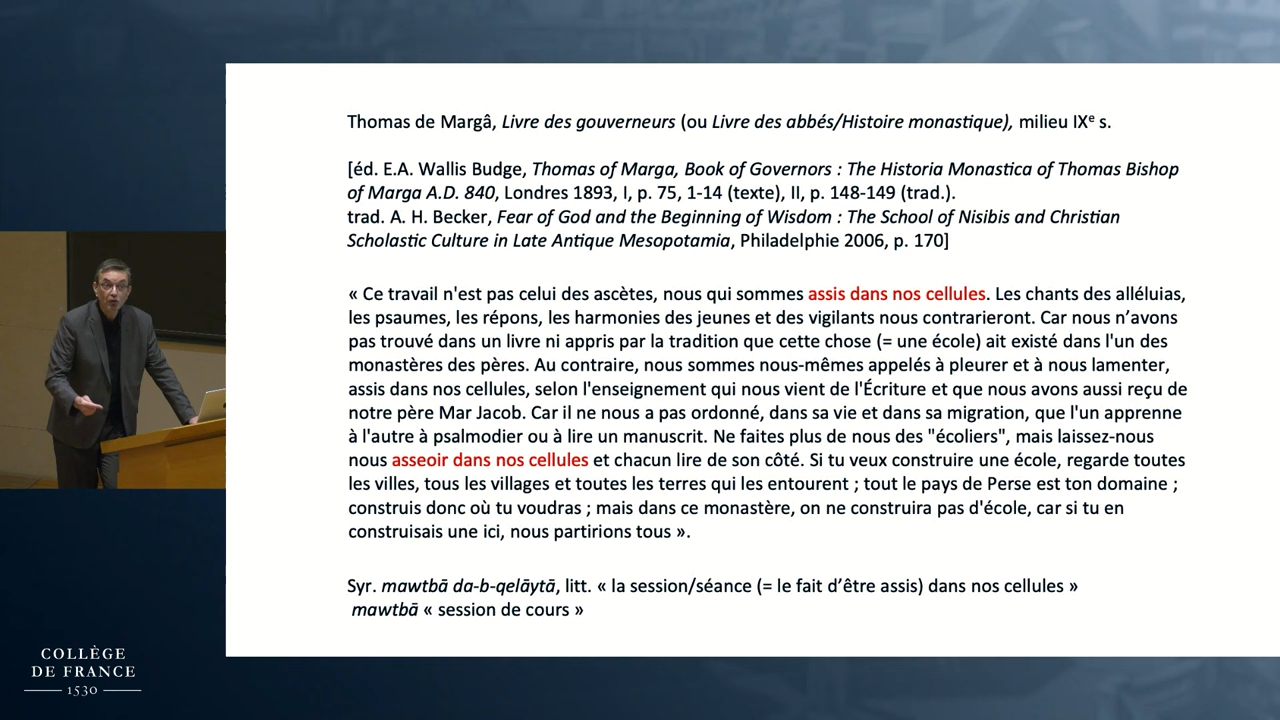 Thomas de Margâ, Livre des gouverneurs (ou Livre des abbés/Histoire monastique), milieu IXe s.
[éd. E.A. Wallis Budge, Thomas of Marga, Book of Governors : The Historia Monastica of Thomas Bishop
of Marga A.D. 840, Londres 1893, I, p. 75, 1-14 (texte), II, p. 148-149 (trad.).
trad. A. H. Becker, Fear of God and the Beginning of Wisdom : The School of Nisibis and Christian
Scholastic Culture in Late Antique Mesopotamia, Philadelphie 2006, p. 170]
« Ce travail n'est pas celui des ascètes, nous qui sommes assis dans nos cellules. Les chants des alléluias,
les psaumes, les répons, les harmonies des jeunes et des vigilants nous contrarieront. Car nous n’avons
pas trouvé dans un livre ni appris par la tradition que cette chose (= une école) ait existé dans l'un des
monastères des pères. Au contraire, nous sommes nous-mêmes appelés à pleurer et à nous lamenter,
assis dans nos cellules, selon l'enseignement qui nous vient de l'Écriture et que nous avons aussi reçu de
notre père Mar Jacob. Car il ne nous a pas ordonné, dans sa vie et dans sa migration, que l'un apprenne
à l'autre à psalmodier ou à lire un manuscrit. Ne faites plus de nous des "écoliers", mais laissez-nous
nous asseoir dans nos cellules et chacun lire de son côté. Si tu veux construire une école, regarde toutes
les villes, tous les villages et toutes les terres qui les entourent ; tout le pays de Perse est ton domaine ;
construis donc où tu voudras ; mais dans ce monastère, on ne construira pas d'école, car si tu en
construisais une ici, nous partirions tous ».
Syr. mawtbā da-b-qelāytā, litt. « la session/séance (= le fait d’être assis) dans nos cellules »
mawtbā « session de cours »
COLLÈGE
DE FRANCE
1530